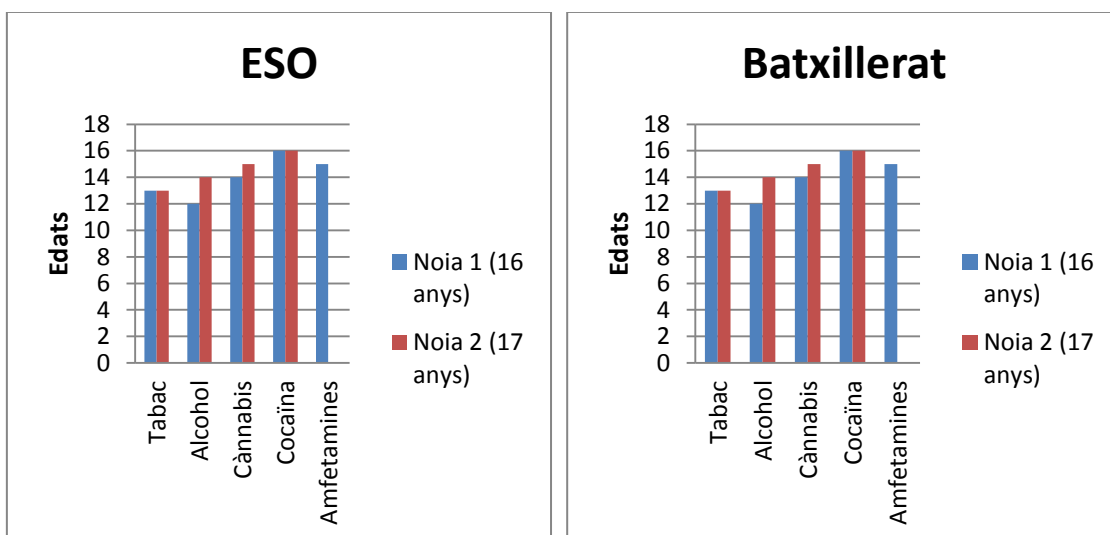 ESO
Edats
18
16
14
12
10
8
6
4
2
0
Tabac
Alcohol
Cànnabis
Cocaïna
Amfetamines
Noia 1 (16
anys)
Noia 2 (17
anys)
Batxillerat
Edats
18
16
14
12
10
8
6
4
2
0
Tabac
Alcohol
Cànnabis
Cocaïna
Amfetamines
Noia 1 (16
anys)
Noia 2 (17
anys)